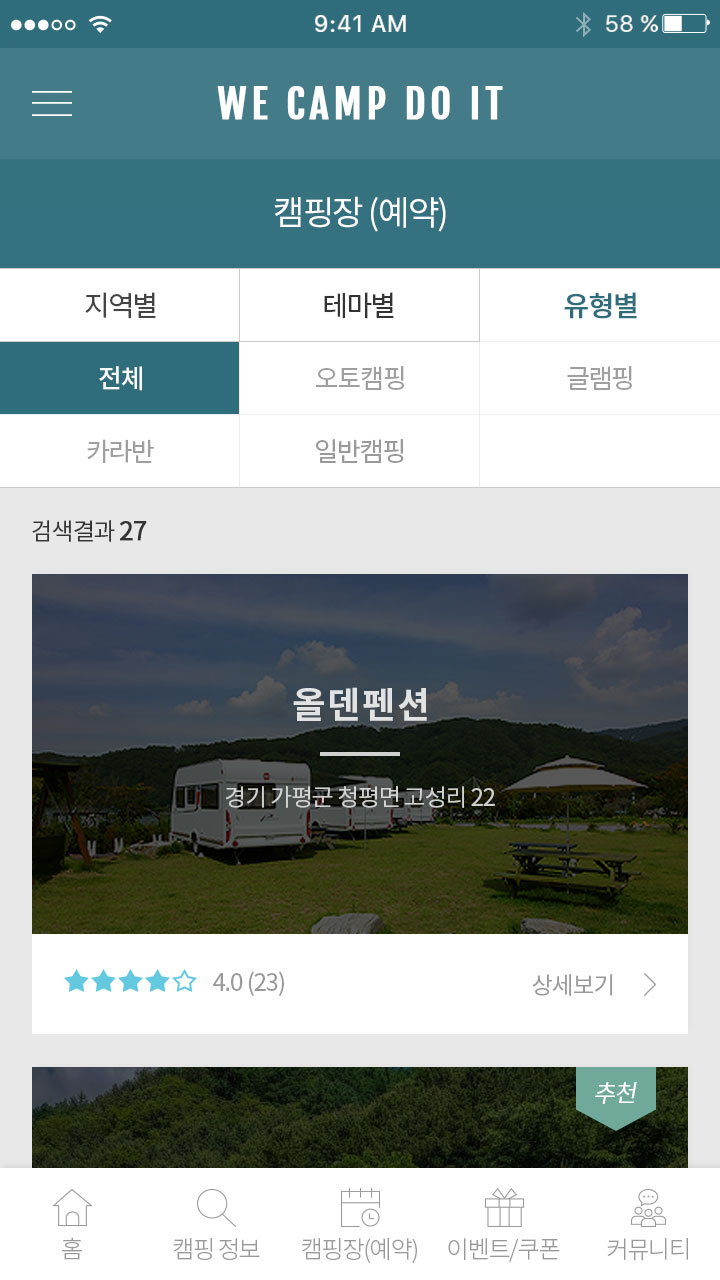 9:41 AM 58 %
WE CAMP DO IT
캠핑장 (예약)
지역별 테마별 유형별
전체 오토캠핑 글램핑
카라반 일반캠핑
검색결과 27
올덴펜션
경기 가평군 청평면 고성리 22
4.0 (23) 상세보기
추천
홈 캠핑 정보 캠핑장(예약) 이벤트/쿠폰 커뮤니티